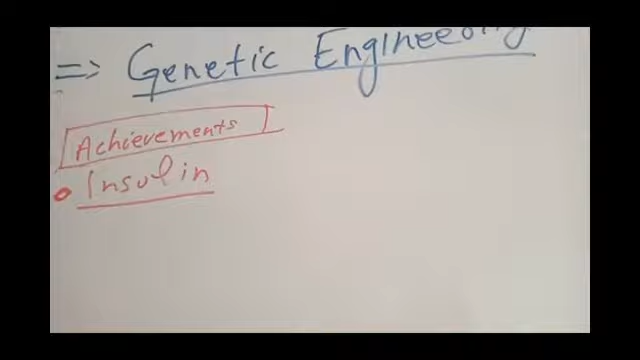 => Genetic Engineering
Achievements
• Insulin